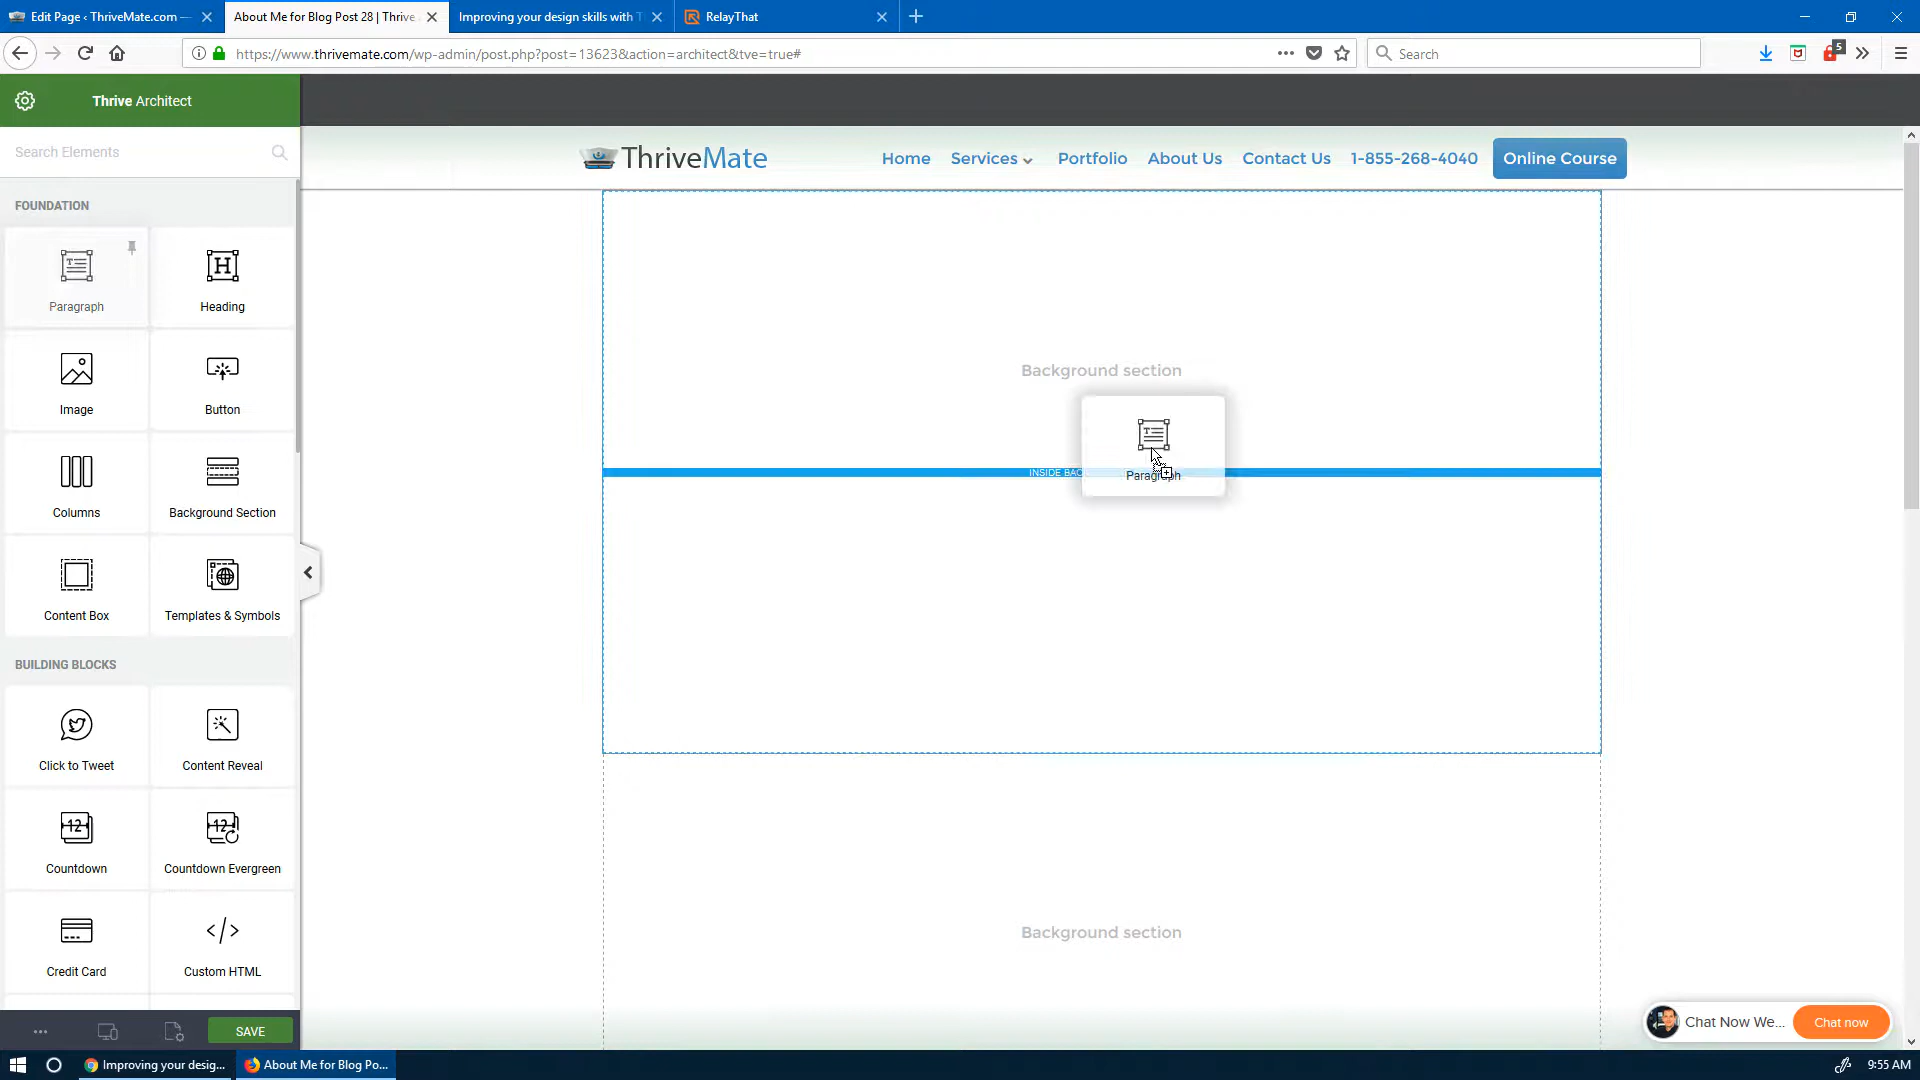 Edit Page ‹ ThriveMate.com —
About Me for Blog Post 28 | Thrive
Improving your design skills with T
RelayThat
https://www.thrivemate.com/wp-admin/post.php?post=13623&action=architect&tve=true#
Search
5
Thrive Architect
Search Elements
FOUNDATION
Paragraph
Heading
Image
Button
Columns
Background Section
Content Box
Templates & Symbols
BUILDING BLOCKS
Click to Tweet
Content Reveal
Countdown
Countdown Evergreen
Credit Card
Custom HTML
SAVE
ThriveMate
Home
Services
Portfolio
About Us
Contact Us
1-855-268-4040
Online Course
Background section
INSIDE BAC
Paragraph
Background section
Chat Now We...
Chat now
Improving your desig...
About Me for Blog Po...
9:55 AM